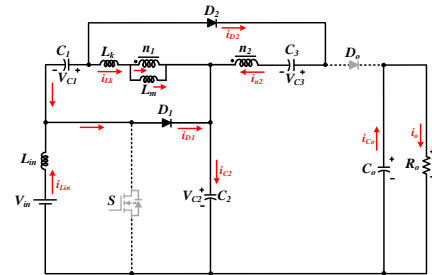 D2
C1
Lk
n1
n2
C3
Do
iD2
VC1
iLk
Lm
in2
VC3
D1
iD1
iCo
io
Lin
iLin
S
iC2
VC2
C2
Co
Ro
Vin